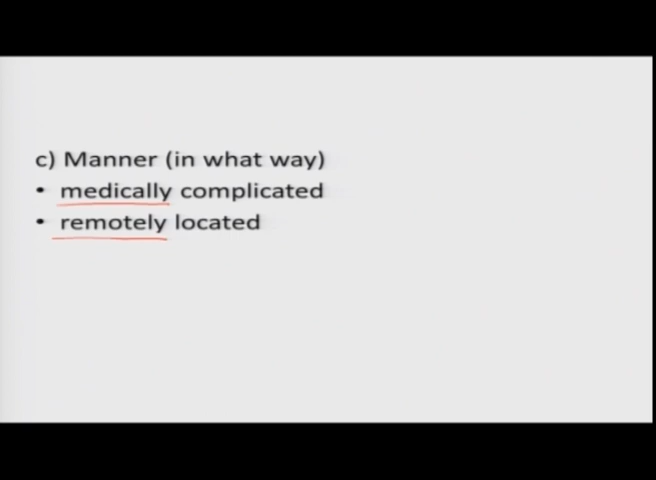 c) Manner (in what way)
• medically complicated
• remotely located